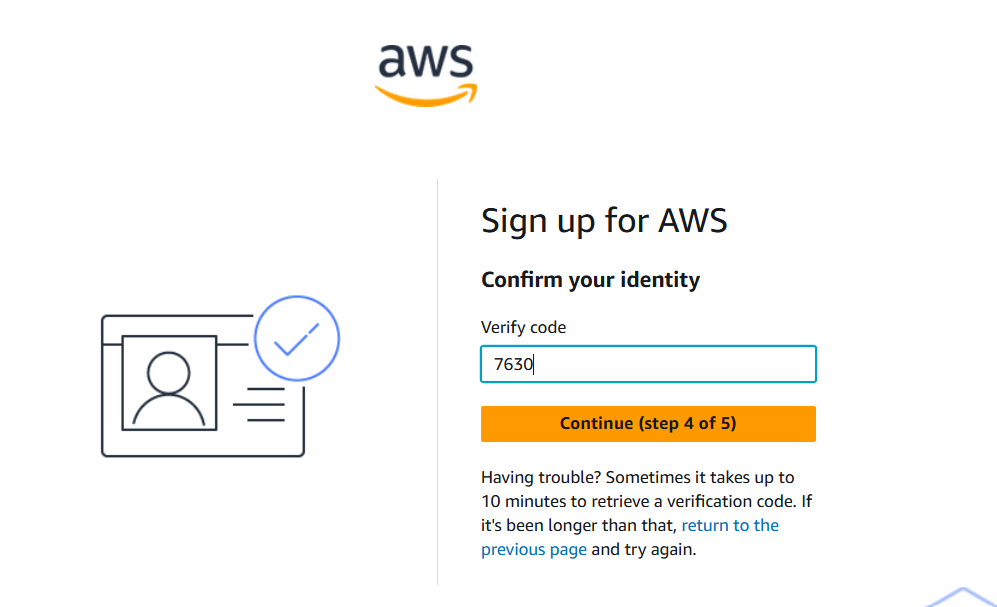 aws
Sign up for AWS
Confirm your identity
Verify code
7630
Continue (step 4 of 5)
Having trouble? Sometimes it takes up to
10 minutes to retrieve a verification code. If
it's been longer than that, return to the
previous page and try again.